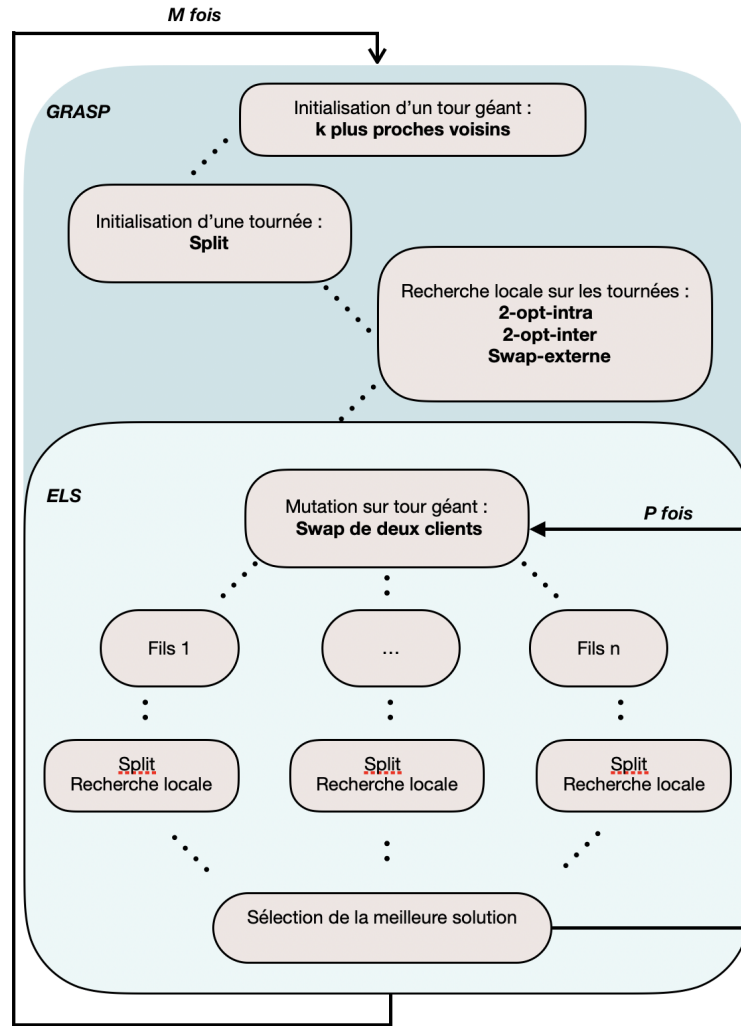 M fois
GRASP
Initialisation d’un tour géant :
k plus proches voisins
Initialisation d’une tournée :
Split
Recherche locale sur les tournées :
2-opt-intra
2-opt-inter
Swap-externe
ELS
Mutation sur tour géant :
Swap de deux clients
P fois
Fils 1
...
Fils n
Split
Recherche locale
Split
Recherche locale
Split
Recherche locale
Sélection de la meilleure solution